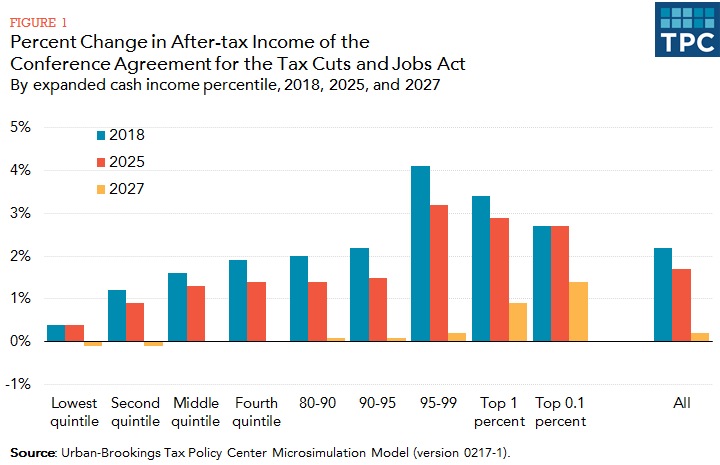 FIGURE 1
TPC
Percent Change in After-tax Income of the
Conference Agreement for the Tax Cuts and Jobs Act
By expanded cash income percentile, 2018, 2025, and 2027
5%
4%
3%
2%
1%
0%
-1%
2018
2025
2027
Lowest
quintile
Second
quintile
Middle
quintile
Fourth
quintile
80-90
90-95
95-99
Top 1
percent
Top 0.1
percent
All
Source: Urban-Brookings Tax Policy Center Microsimulation Model (version 0217-1).